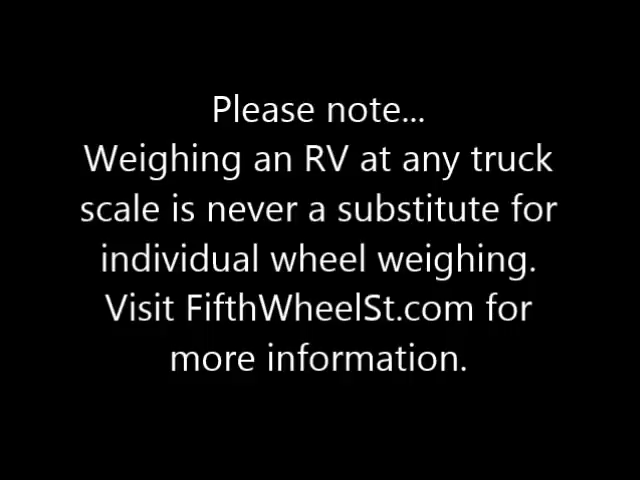 Please note...
Weighing an RV at any truck
scale is never a substitute for
individual wheel weighing.
Visit FifthWheelSt.com for
more information.